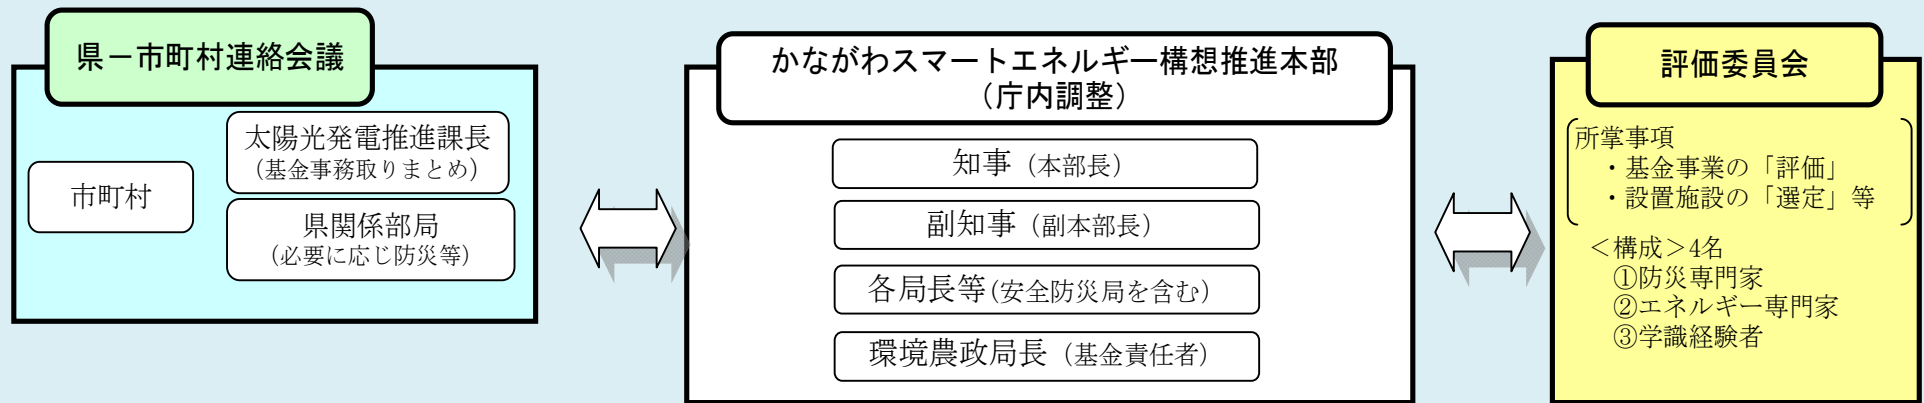 県－市町村連絡会議
市町村
太陽光発電推進課長
（基金事務取りまとめ）
県関係部局
（必要に応じ防災等）
かながわスマートエネルギー構想推進本部
（庁内調整）
知事（本部長）
副知事（副本部長）
各局長等（安全防災局を含む）
環境農政局長（基金責任者）
評価委員会
所掌事項
・基金事業の「評価」
・設置施設の「選定」等
＜構成＞4名
①防災専門家
②エネルギー専門家
③学識経験者